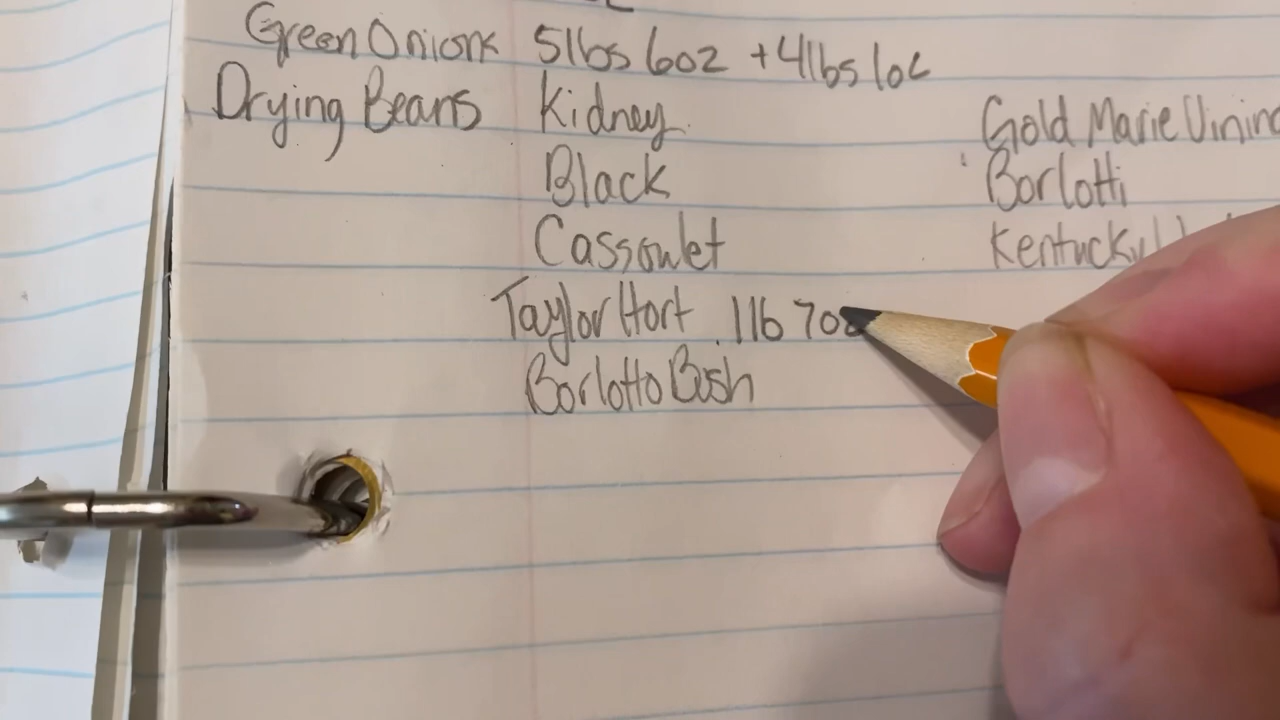 Green Onions 5lbs 6oz + 4lbs 1oz
Drying Beans Kidney Gold Marie Vining
Black Borlotti
Cassoulet Kentucky
Taylor Hort 1lb 7oz
Borlotto Bush